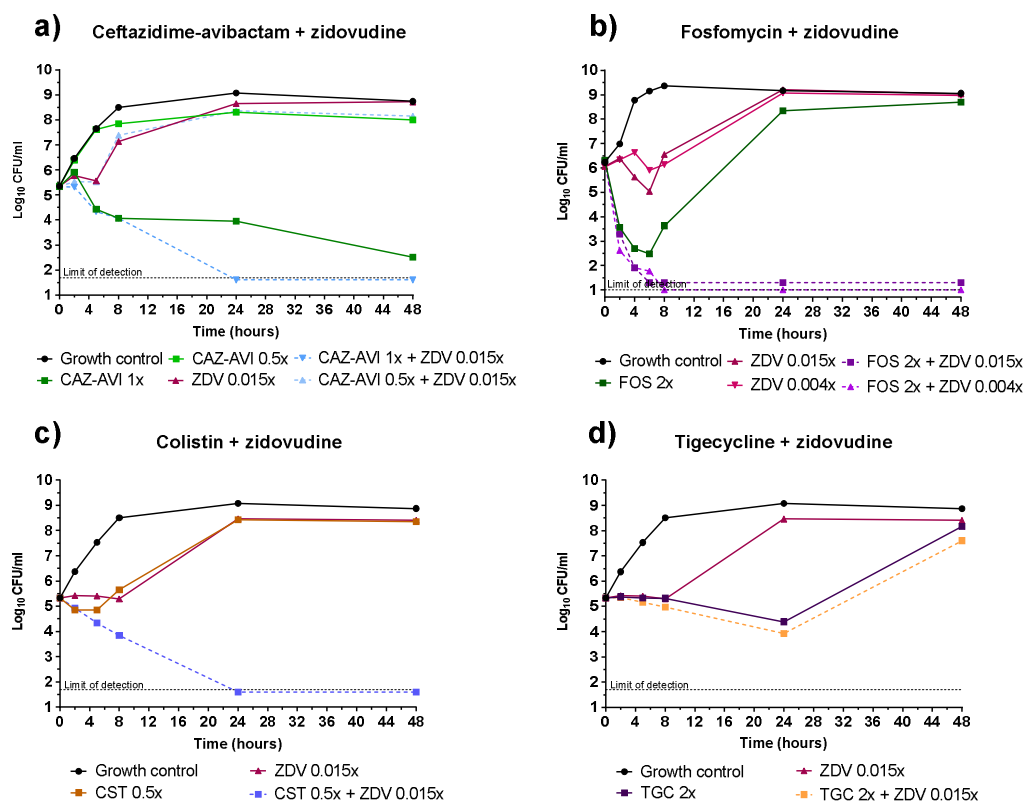 a)
Ceftazidime-avibactam + zidovudine
10
9
8
7
6
5
4
3
2
1
Log10 CFU/ml
Limit of detection
0 4 8 12 16 20 24 28 32 36 40 44 48
Time (hours)
Growth control CAZ-AVI 0.5x CAZ-AVI 1x + ZDV 0.015x
CAZ-AVI 1x ZDV 0.015x CAZ-AVI 0.5x + ZDV 0.015x
b)
Fosfomycin + zidovudine
10
9
8
7
6
5
4
3
2
1
Log10 CFU/ml
Limit of detection
0 4 8 12 16 20 24 28 32 36 40 44 48
Time (hours)
Growth control ZDV 0.015x FOS 2x + ZDV 0.015x
FOS 2x ZDV 0.004x FOS 2x + ZDV 0.004x
c)
Colistin + zidovudine
10
9
8
7
6
5
4
3
2
1
Log10 CFU/ml
Limit of detection
0 4 8 12 16 20 24 28 32 36 40 44 48
Time (hours)
Growth control ZDV 0.015x
CST 0.5x CST 0.5x + ZDV 0.015x
d)
Tigecycline + zidovudine
10
9
8
7
6
5
4
3
2
1
Log10 CFU/ml
Limit of detection
0 4 8 12 16 20 24 28 32 36 40 44 48
Time (hours)
Growth control ZDV 0.015x
TGC 2x TGC 2x + ZDV 0.015x